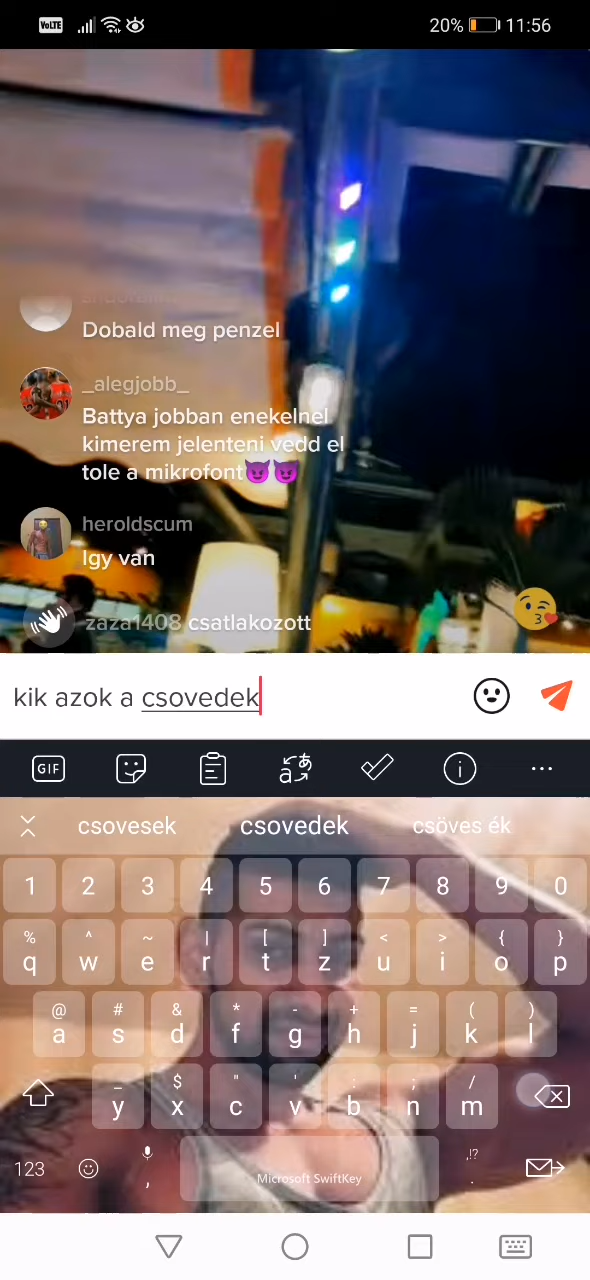 VoLTE 20% 11:56
Dobald meg penzel
_alegjobb_
Battya jobban enekelnel
kimerem jelenteni vedd el
tole a mikrofont😈😈
heroldscum
Igy van
zaza1408 csatlakozott
kik azok a csovedek
GIF
csovesek csovedek csöves ék
1 2 3 4 5 6 7 8 9 0
% ^ ~ | [ ] < > { }
q w e r t z u i o p
@ # & * - + = ( )
a s d f g h j k l
_ $ " ' : ; /
y x c v b n m
123 , Microsoft SwiftKey ,!? .